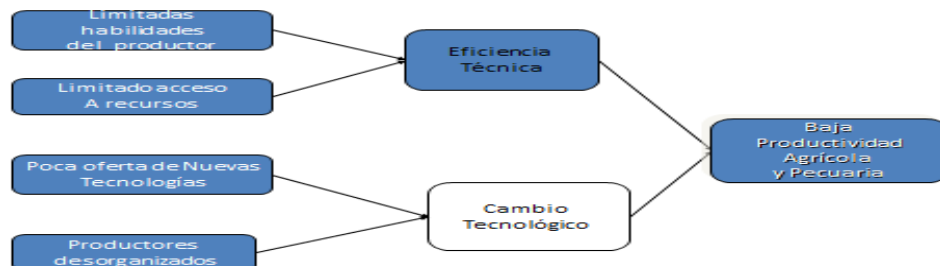 Limitadas
habilidades
del productor
Limitado acceso
A recursos
Poca oferta de Nuevas
Tecnologías
Productores
desorganizados
Eficiencia
Técnica
Cambio
Tecnológico
Baja
Productividad
Agrícola
y Pecuaria